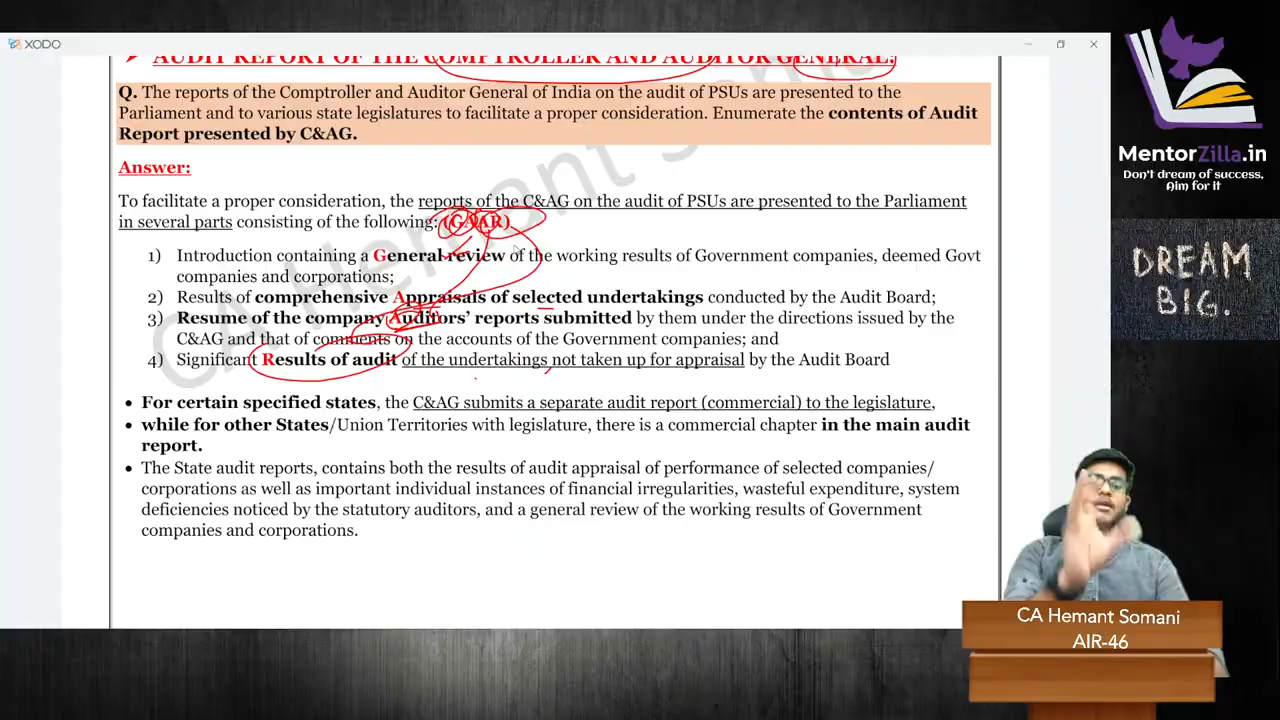 XODO
AUDIT REPORT OF THE COMPTROLLER AND AUDITOR GENERAL:
Q. The reports of the Comptroller and Auditor General of India on the audit of PSUs are presented to the
Parliament and to various state legislatures to facilitate a proper consideration. Enumerate the contents of Audit
Report presented by C&AG.
Answer:
To facilitate a proper consideration, the reports of the C&AG on the audit of PSUs are presented to the Parliament
in several parts consisting of the following: (GAAR)
1) Introduction containing a General review of the working results of Government companies, deemed Govt
companies and corporations;
2) Results of comprehensive Appraisals of selected undertakings conducted by the Audit Board;
3) Resume of the company Auditors' reports submitted by them under the directions issued by the
C&AG and that of comments on the accounts of the Government companies; and
4) Significant Results of audit of the undertakings not taken up for appraisal by the Audit Board
• For certain specified states, the C&AG submits a separate audit report (commercial) to the legislature,
• while for other States/Union Territories with legislature, there is a commercial chapter in the main audit
report.
• The State audit reports, contains both the results of audit appraisal of performance of selected companies/
corporations as well as important individual instances of financial irregularities, wasteful expenditure, system
deficiencies noticed by the statutory auditors, and a general review of the working results of Government
companies and corporations.
CA Hemant Somani
MentorZilla.in
Don't dream of success,
Aim for it
DREAM
BIG.
CA Hemant Somani
AIR-46